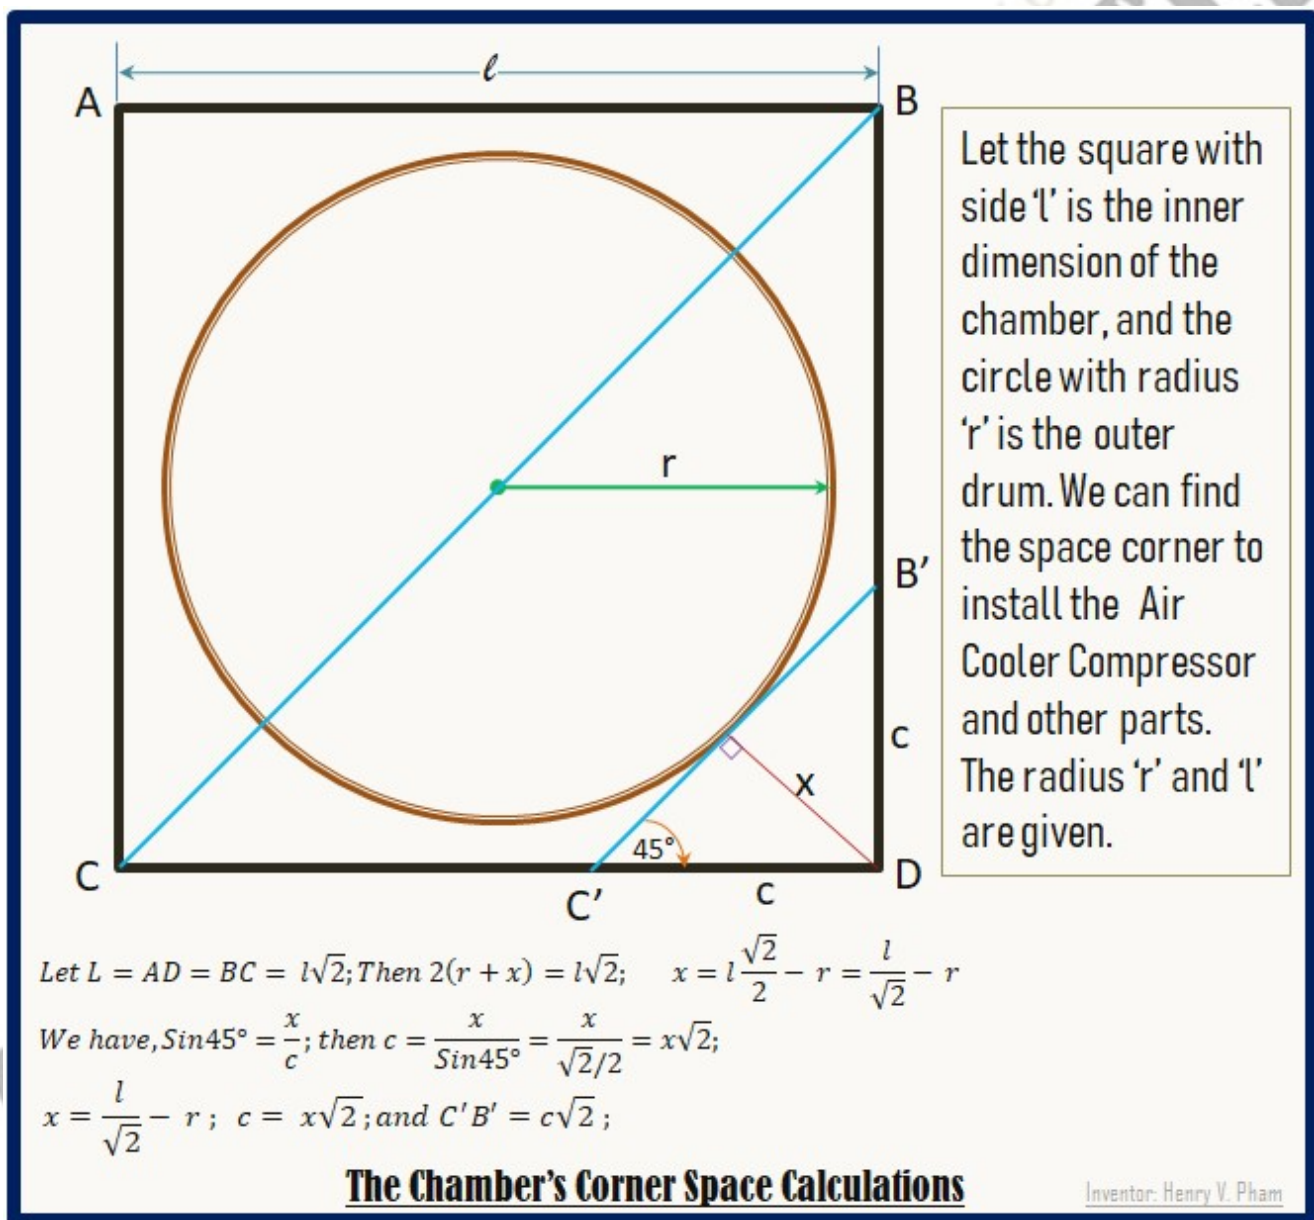 ℓ
A
B
r
B'
c
x
45°
C
C'
c
D
Let the square with
side 'l' is the inner
dimension of the
chamber, and the
circle with radius
'r' is the outer
drum. We can find
the space corner to
install the Air
Cooler Compressor
and other parts.
The radius 'r' and 'l'
are given.
Let L = AD = BC = l√2; Then 2(r + x) = l√2; x = l √2/2 − r = l/√2 − r
We have, Sin45° = x/c; then c = x/Sin45° = x/(√2/2) = x√2;
x = l/√2 − r ; c = x√2; and C'B' = c√2 ;
The Chamber's Corner Space Calculations
Inventor: Henry V. Pham